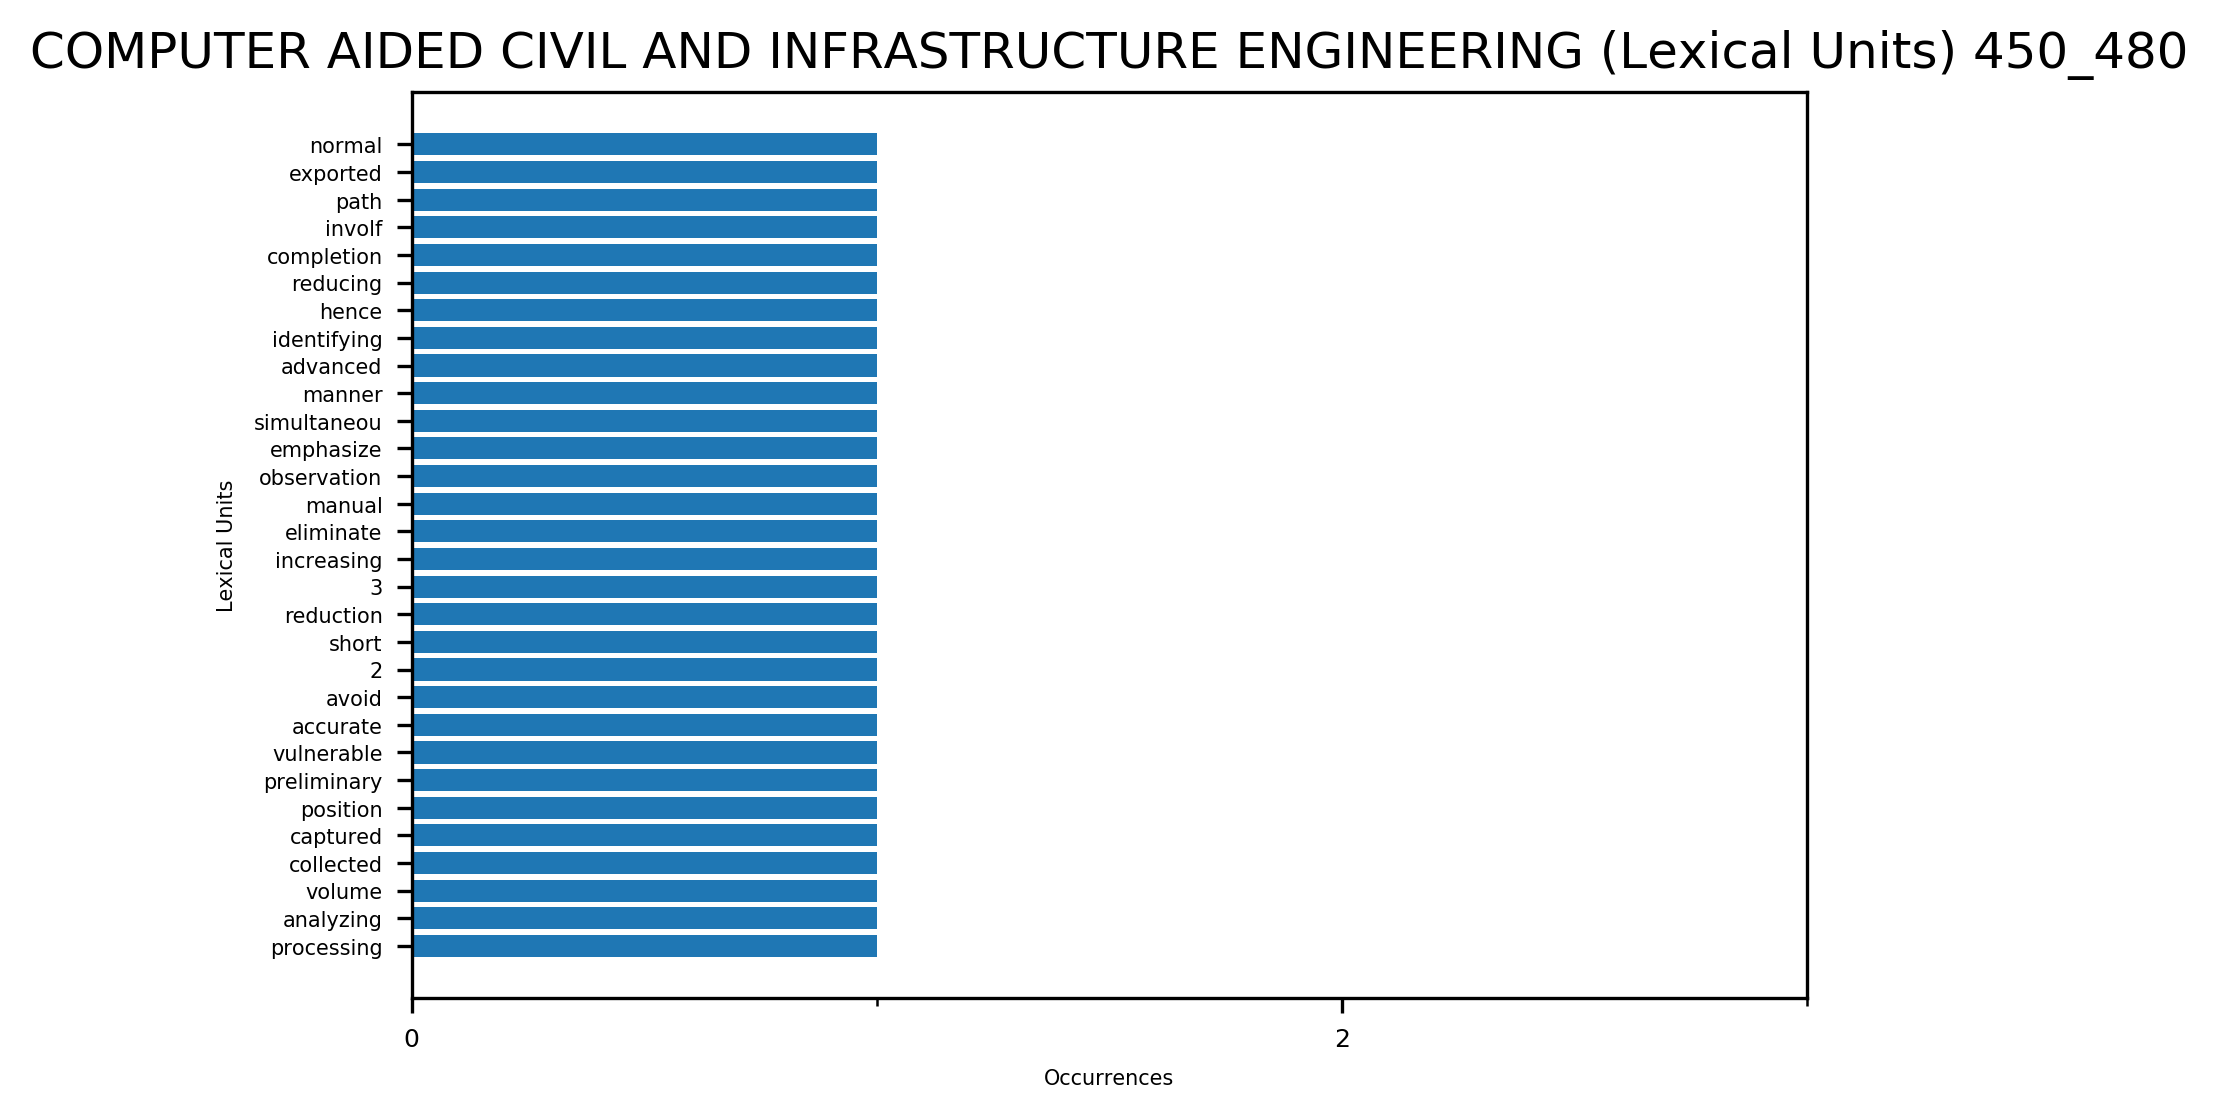 COMPUTER AIDED CIVIL AND INFRASTRUCTURE ENGINEERING (Lexical Units) 450_480
Lexical Units
normal
exported
path
involf
completion
reducing
hence
identifying
advanced
manner
simultaneou
emphasize
observation
manual
eliminate
increasing
3
reduction
short
2
avoid
accurate
vulnerable
preliminary
position
captured
collected
volume
analyzing
processing
0 2
Occurrences